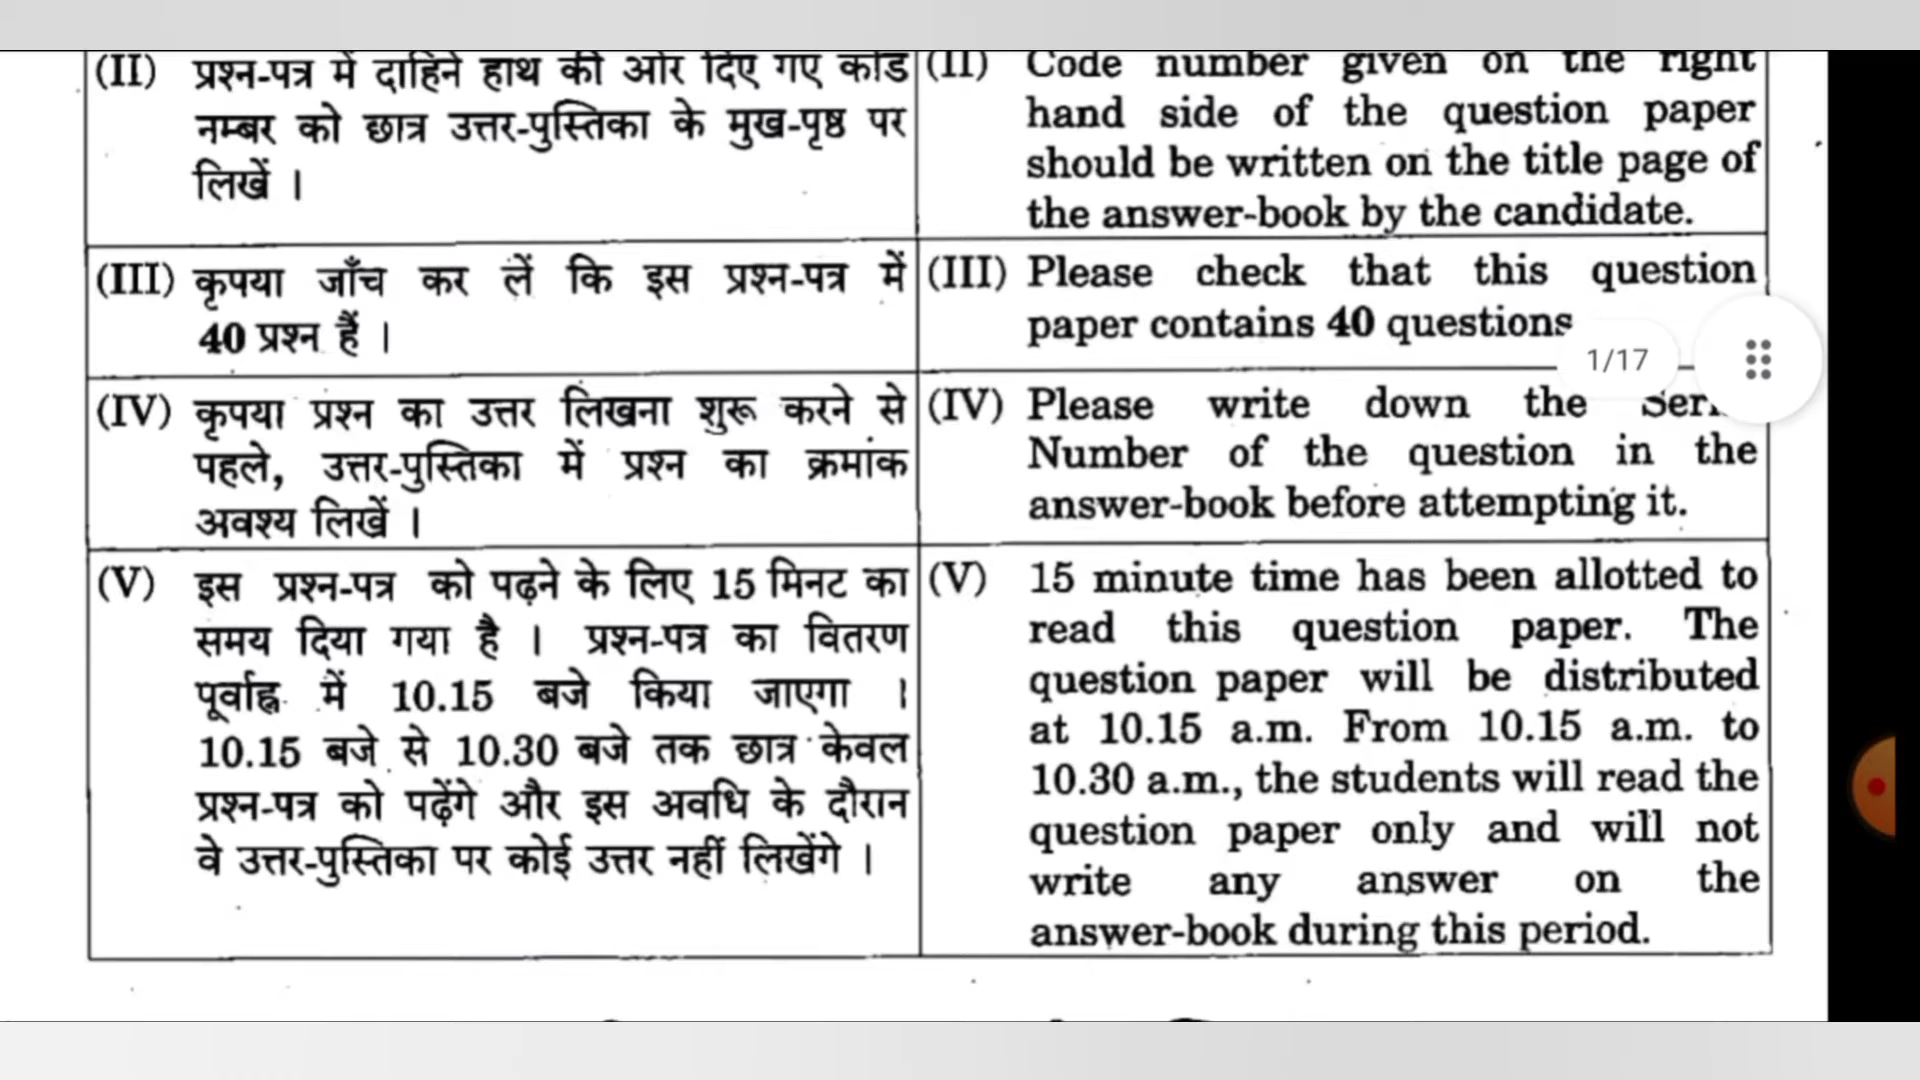 (II) प्रश्न-पत्र में दाहिने हाथ की ओर दिए गए कोड
नम्बर को छात्र उत्तर-पुस्तिका के मुख-पृष्ठ पर
लिखें ।
(II) Code number given on the right
hand side of the question paper
should be written on the title page of
the answer-book by the candidate.
(III) कृपया जाँच कर लें कि इस प्रश्न-पत्र में
40 प्रश्न हैं ।
(III) Please check that this question
paper contains 40 questions
1/17
(IV) कृपया प्रश्न का उत्तर लिखना शुरू करने से
पहले, उत्तर-पुस्तिका में प्रश्न का क्रमांक
अवश्य लिखें ।
(IV) Please write down the
Number of the question in the
answer-book before attempting it.
(V) इस प्रश्न-पत्र को पढ़ने के लिए 15 मिनट का
समय दिया गया है । प्रश्न-पत्र का वितरण
पूर्वाह्न में 10.15 बजे किया जाएगा ।
10.15 बजे से 10.30 बजे तक छात्र केवल
प्रश्न-पत्र को पढ़ेंगे और इस अवधि के दौरान
वे उत्तर-पुस्तिका पर कोई उत्तर नहीं लिखेंगे ।
(V) 15 minute time has been allotted to
read this question paper. The
question paper will be distributed
at 10.15 a.m. From 10.15 a.m. to
10.30 a.m., the students will read the
question paper only and will not
write any answer on the
answer-book during this period.